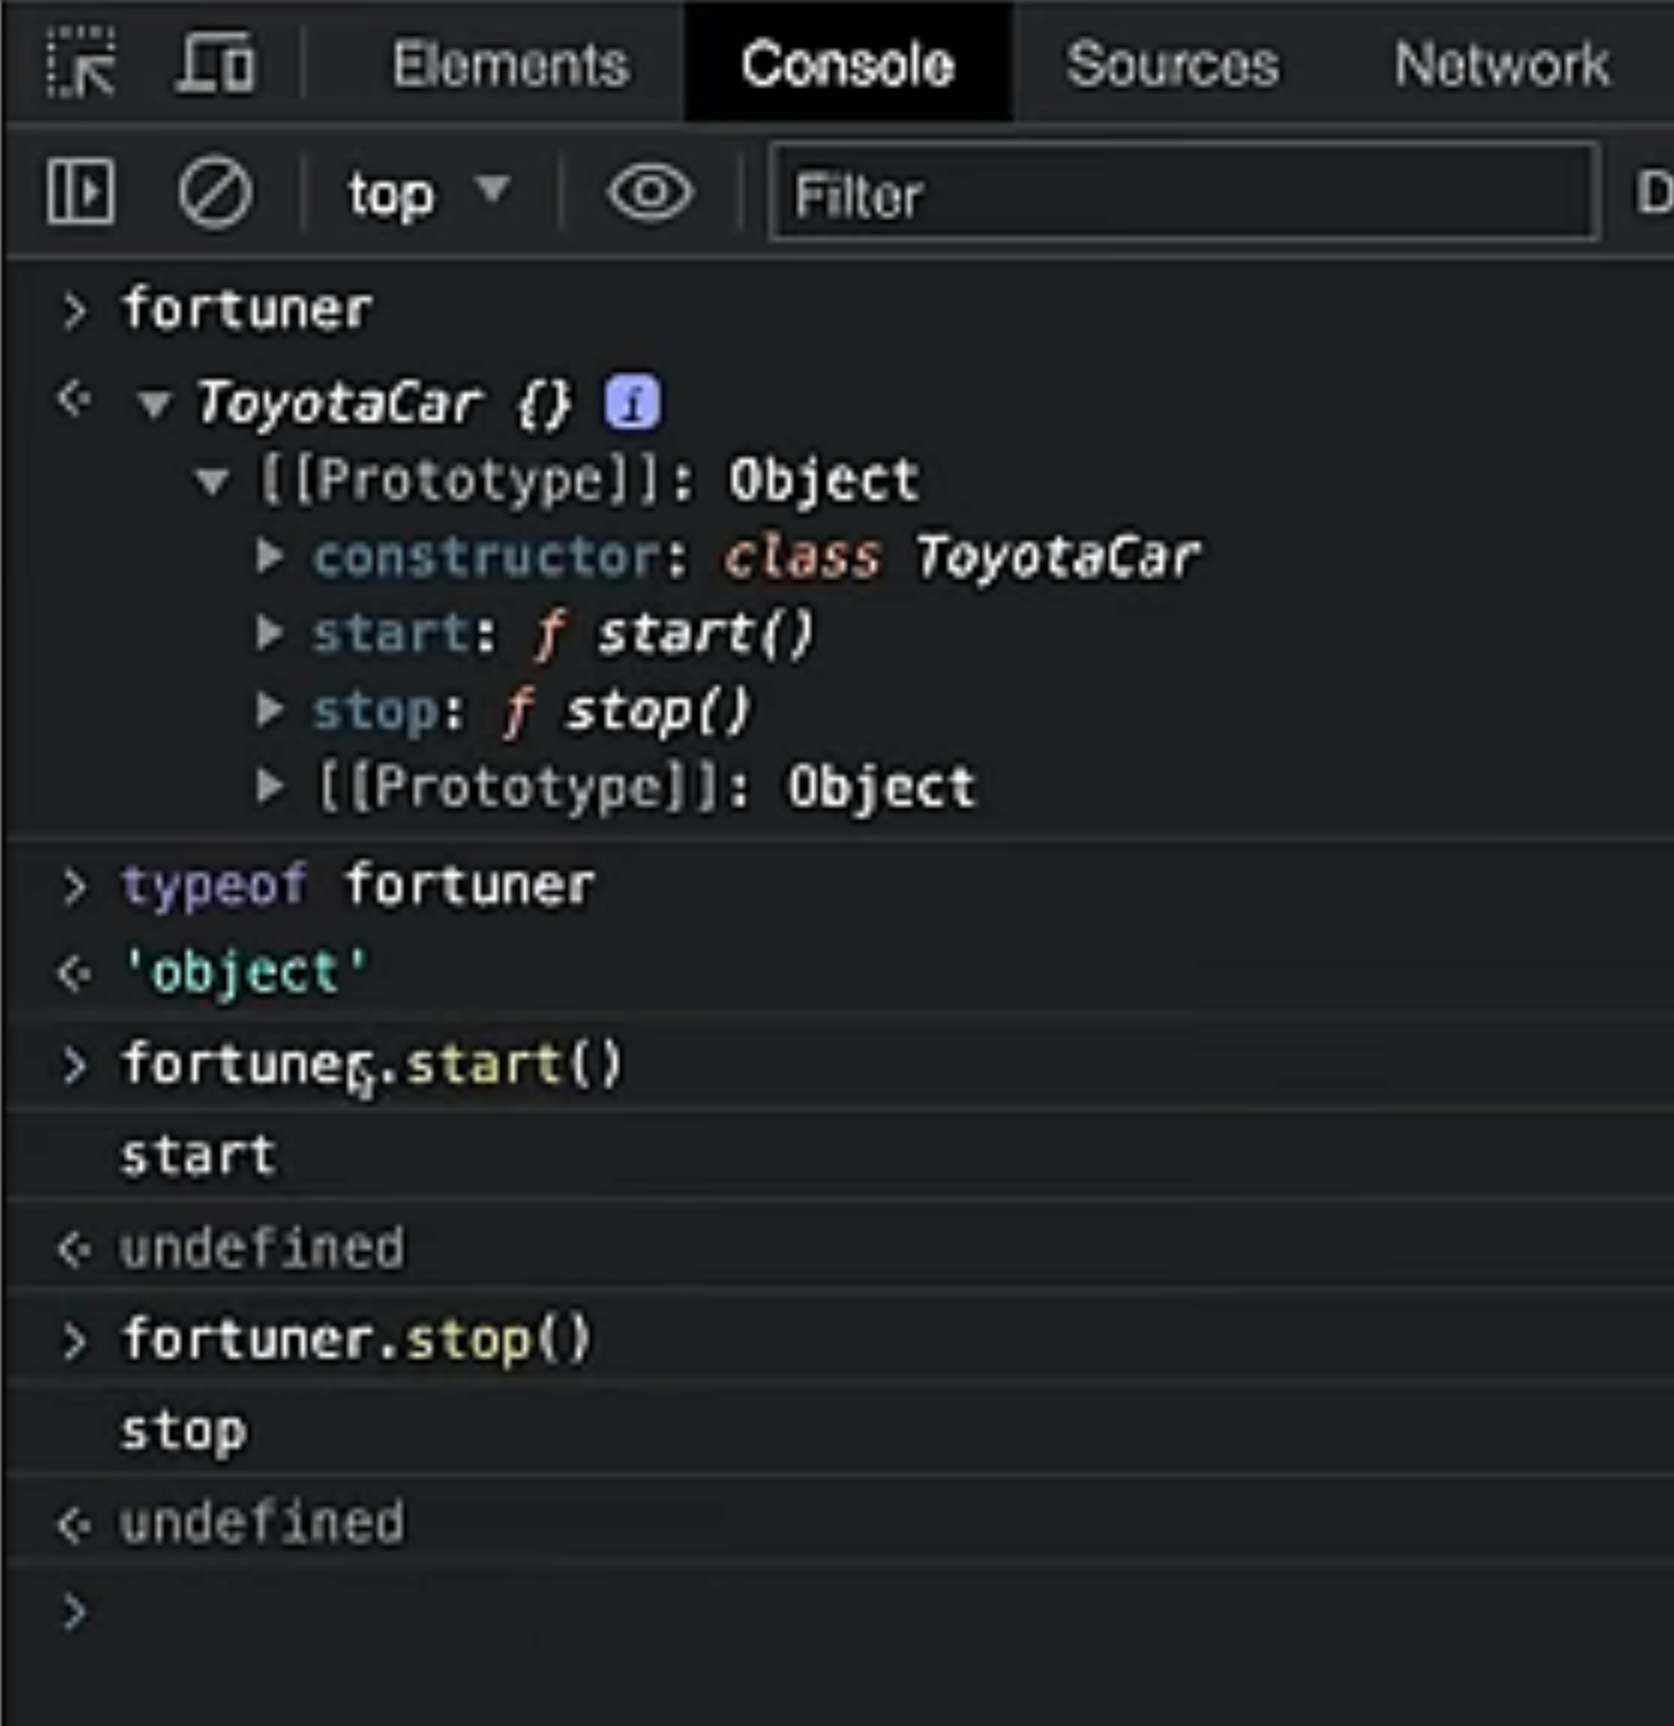 Elements Console Sources Network
top Filter D
> fortuner
ToyotaCar {} i
[[Prototype]]: Object
constructor: class ToyotaCar
start: ƒ start()
stop: ƒ stop()
[[Prototype]]: Object
> typeof fortuner
'object'
> fortuner.start()
start
undefined
> fortuner.stop()
stop
undefined
>